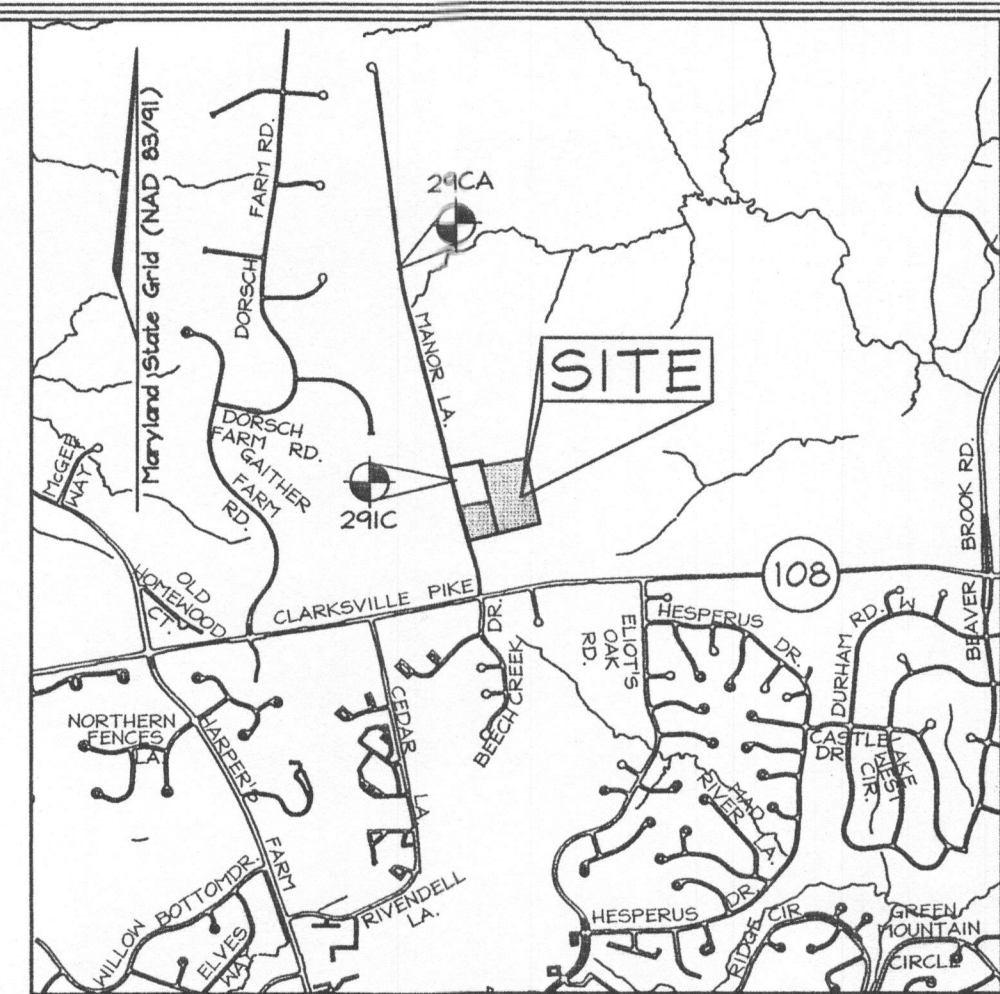 Maryland State Grid (NAD 83/91)
FARM RD.
DORSCH
29CA
MANOR LA.
SITE
DORSCH
FARM RD.
GAITHER
FARM
RD.
McGEE
WAY
291C
BROOK RD.
BEAVER
OLD
HOMEWOOD
CT.
CLARKSVILLE PIKE
108
DR.
BEECH CREEK
ELIOT'S
OAK
RD.
HESPERUS
DR.
DURHAM
RD. W
NORTHERN
FENCES
LA
HARPER'S
FARM
CEDAR
LA
CASTLE
DR
LAKE
NEST
CIR.
MAD
RIVER
LA.
WILLOW BOTTOM DR.
ELVES
WAY
RIVENDELL
LA.
HESPERUS
DR.
RIDGE CIR
GREEN
MOUNTAIN
CIRCLE